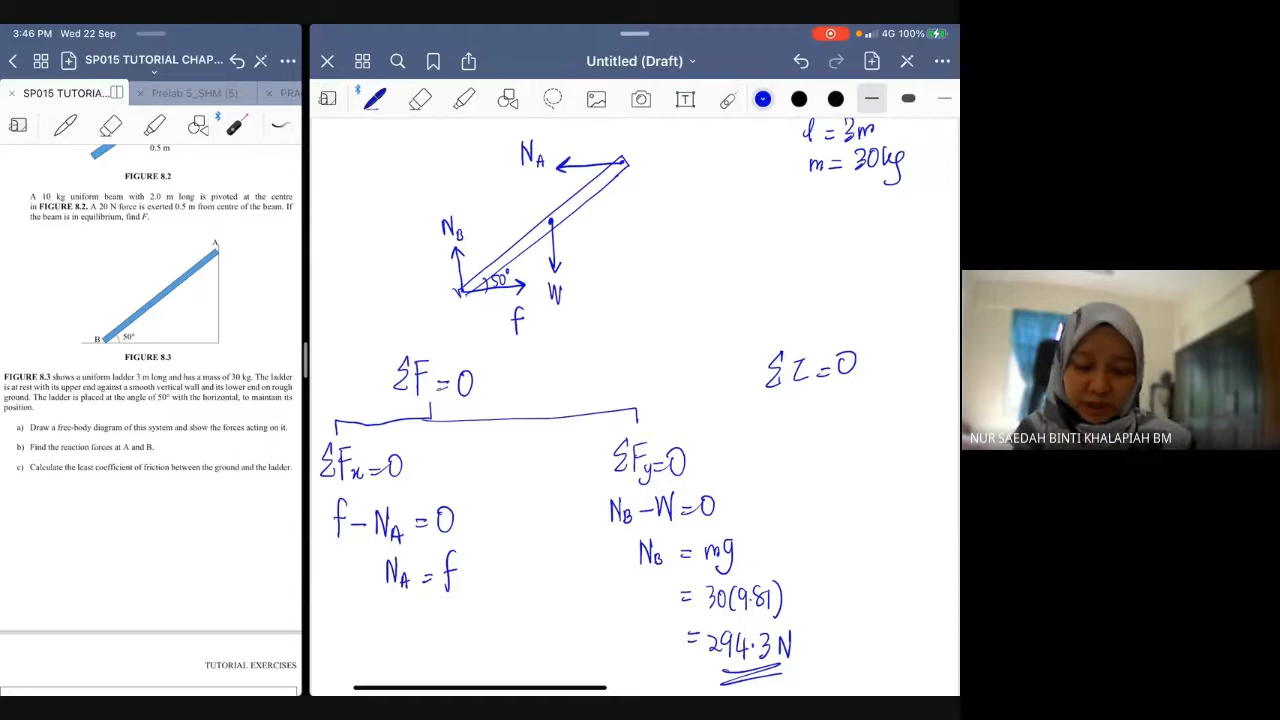 3:46 PM Wed 22 Sep
4G 100%
SP015 TUTORIAL CHAP...
Untitled (Draft)
SP015 TUTORIA...
Prelab 5_SHM (5)
PRA
0.5 m
FIGURE 8.2
A 10 kg uniform beam with 2.0 m long is pivoted at the centre
in FIGURE 8.2. A 20 N force is exerted 0.5 m from centre of the beam. If
the beam is in equilibrium, find F.
A
B
50°
FIGURE 8.3
FIGURE 8.3 shows a uniform ladder 3 m long and has a mass of 30 kg. The ladder
is at rest with its upper end against a smooth vertical wall and its lower end on rough
ground. The ladder is placed at the angle of 50° with the horizontal, to maintain its
position.
a) Draw a free-body diagram of this system and show the forces acting on it.
b) Find the reaction forces at A and B.
c) Calculate the least coefficient of friction between the ground and the ladder.
TUTORIAL EXERCISES
l = 3m
m = 30kg
N_A
N_B
50°
W
f
ΣF = 0
Στ = 0
ΣFx = 0
f - N_A = 0
N_A = f
ΣFy = 0
N_B - W = 0
N_B = mg
= 30(9.81)
= 294.3 N
NUR SAEDAH BINTI KHALAPIAH BM